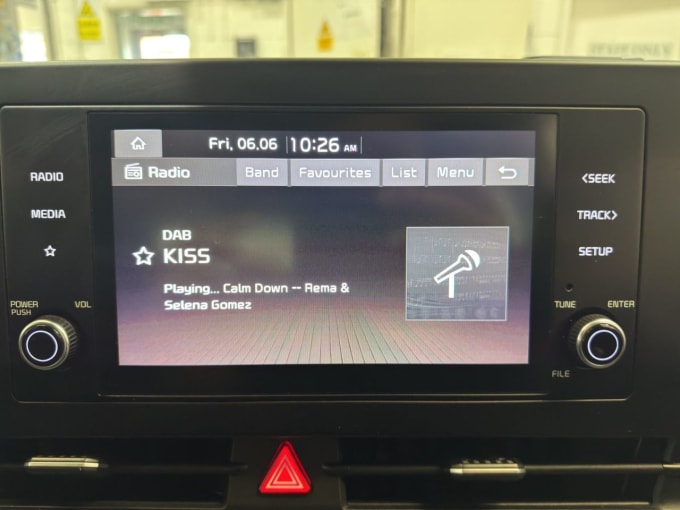 Fri, 06.06 10:26 AM
Radio Band Favourites List Menu
RADIO
MEDIA
<SEEK
TRACK>
SETUP
DAB
KISS
Playing... Calm Down -- Rema &
Selena Gomez
POWER
PUSH
VOL
TUNE
ENTER
FILE